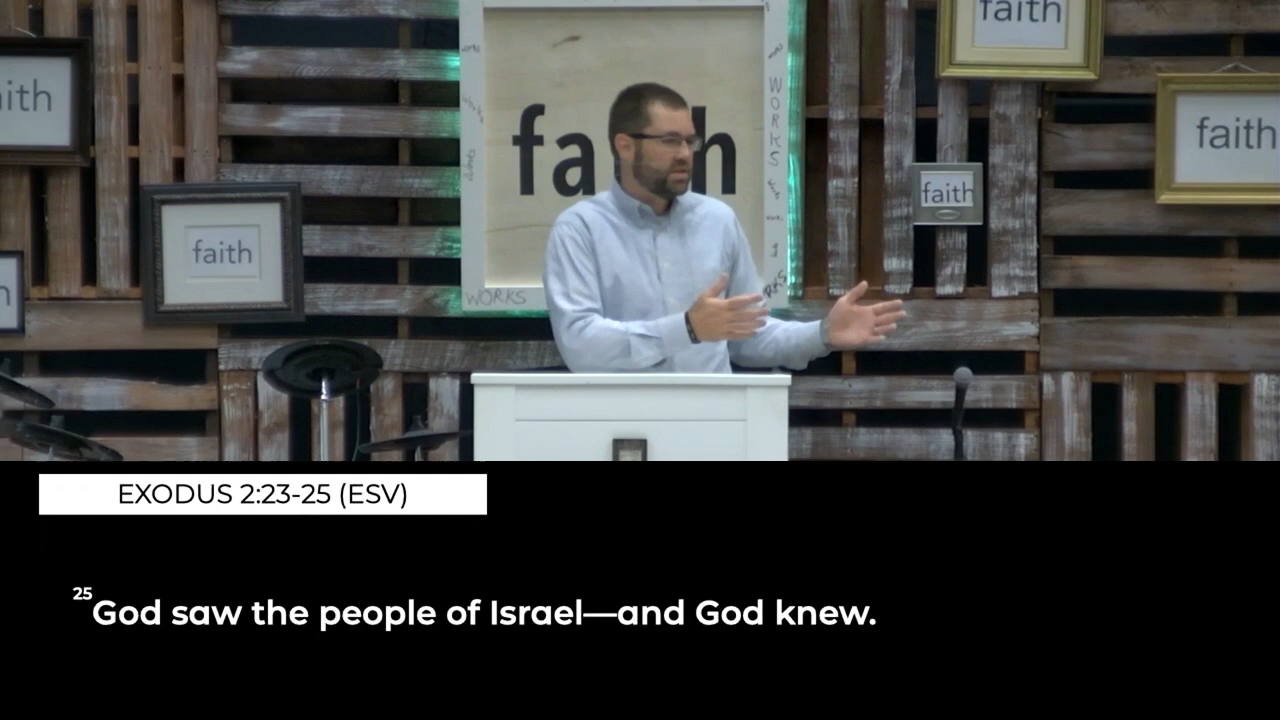 faith
faith
WORKS
faith
faith
faith
WORKS
EXODUS 2:23-25 (ESV)
25God saw the people of Israel—and God knew.